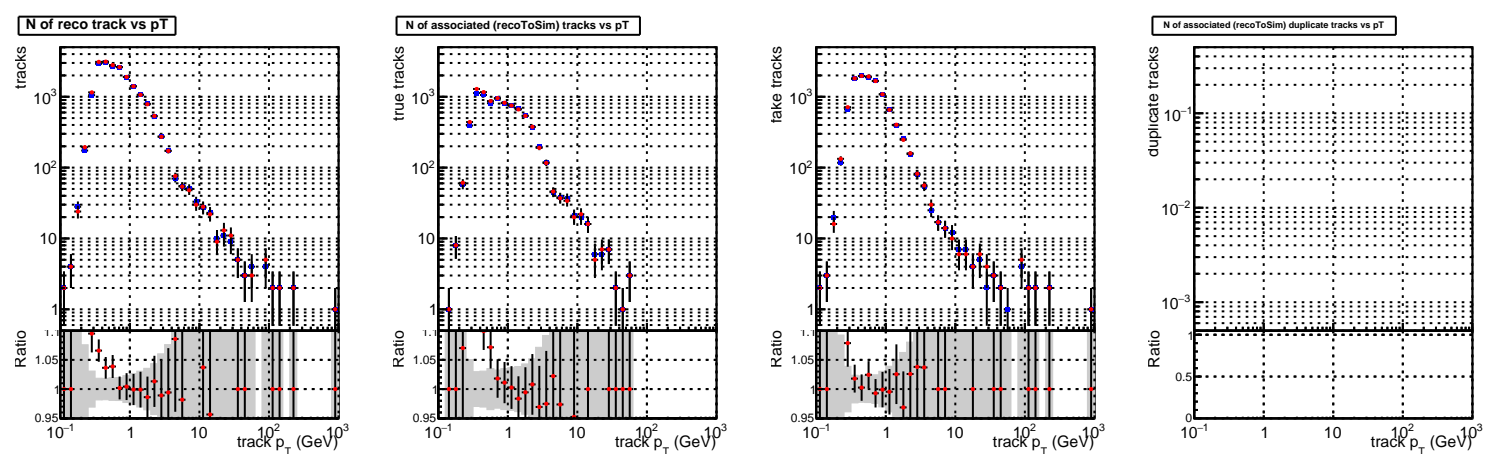 N of reco track vs pT
tracks
10³
10²
10
1
Ratio
1.1
1.05
1
0.95
10⁻¹ 1 10 10² 10³
track p_T (GeV)
N of associated (recoToSim) tracks vs pT
true tracks
10³
10²
10
1
Ratio
1.1
1.05
1
0.95
10⁻¹ 1 10 10² 10³
track p_T (GeV)
fake tracks
10³
10²
10
1
Ratio
1.1
1.05
1
0.95
10⁻¹ 1 10 10² 10³
track p_T (GeV)
N of associated (recoToSim) duplicate tracks vs pT
duplicate tracks
10⁻¹
10⁻²
10⁻³
Ratio
1
0.5
0
10⁻¹ 1 10 10² 10³
track p_T (GeV)